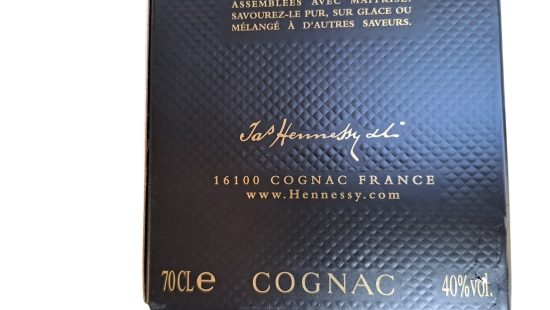 ASSEMBLÉES AVEC MAÎTRISE,
SAVOUREZ-LE PUR, SUR GLACE OU
MÉLANGÉ À D'AUTRES SAVEURS.
Jas Hennessy & Co
16100 COGNAC FRANCE
www.Hennessy.com
70CL e COGNAC 40%vol.